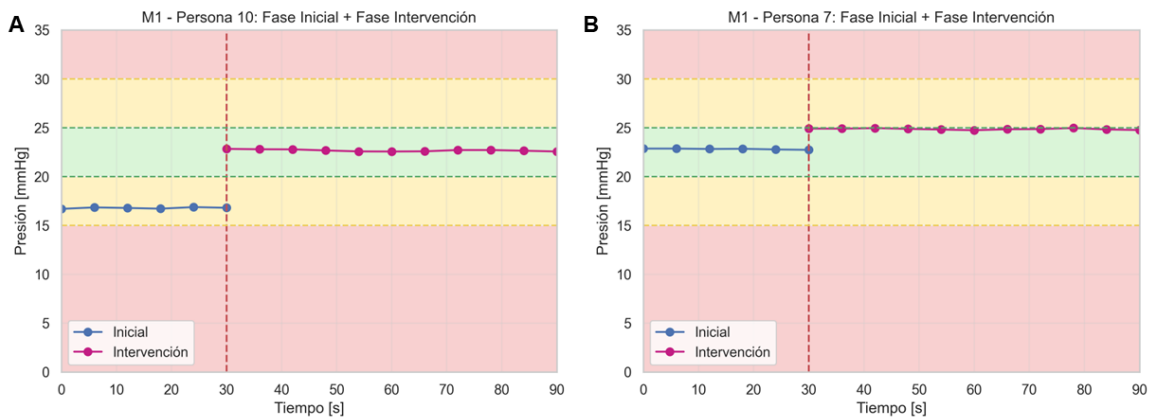 A
M1 - Persona 10: Fase Inicial + Fase Intervención
35
30
25
20
15
10
5
0
Presión [mmHg]
Inicial
Intervención
0 10 20 30 40 50 60 70 80 90
Tiempo [s]
B
M1 - Persona 7: Fase Inicial + Fase Intervención
35
30
25
20
15
10
5
0
Presión [mmHg]
Inicial
Intervención
0 10 20 30 40 50 60 70 80 90
Tiempo [s]